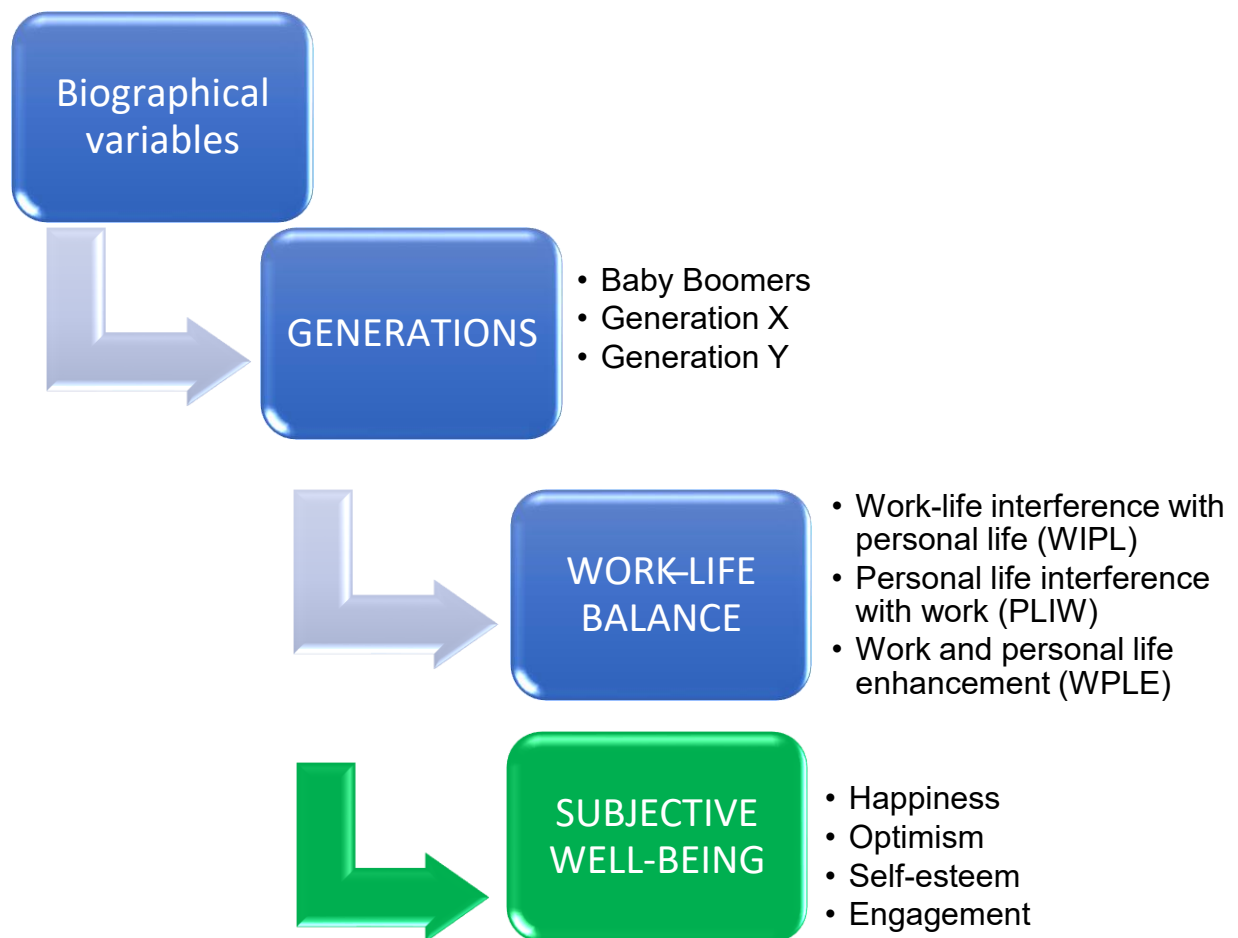 Biographical
variables
GENERATIONS
• Baby Boomers
• Generation X
• Generation Y
WORK–LIFE
BALANCE
• Work-life interference with
personal life (WIPL)
• Personal life interference
with work (PLIW)
• Work and personal life
enhancement (WPLE)
SUBJECTIVE
WELL-BEING
• Happiness
• Optimism
• Self-esteem
• Engagement